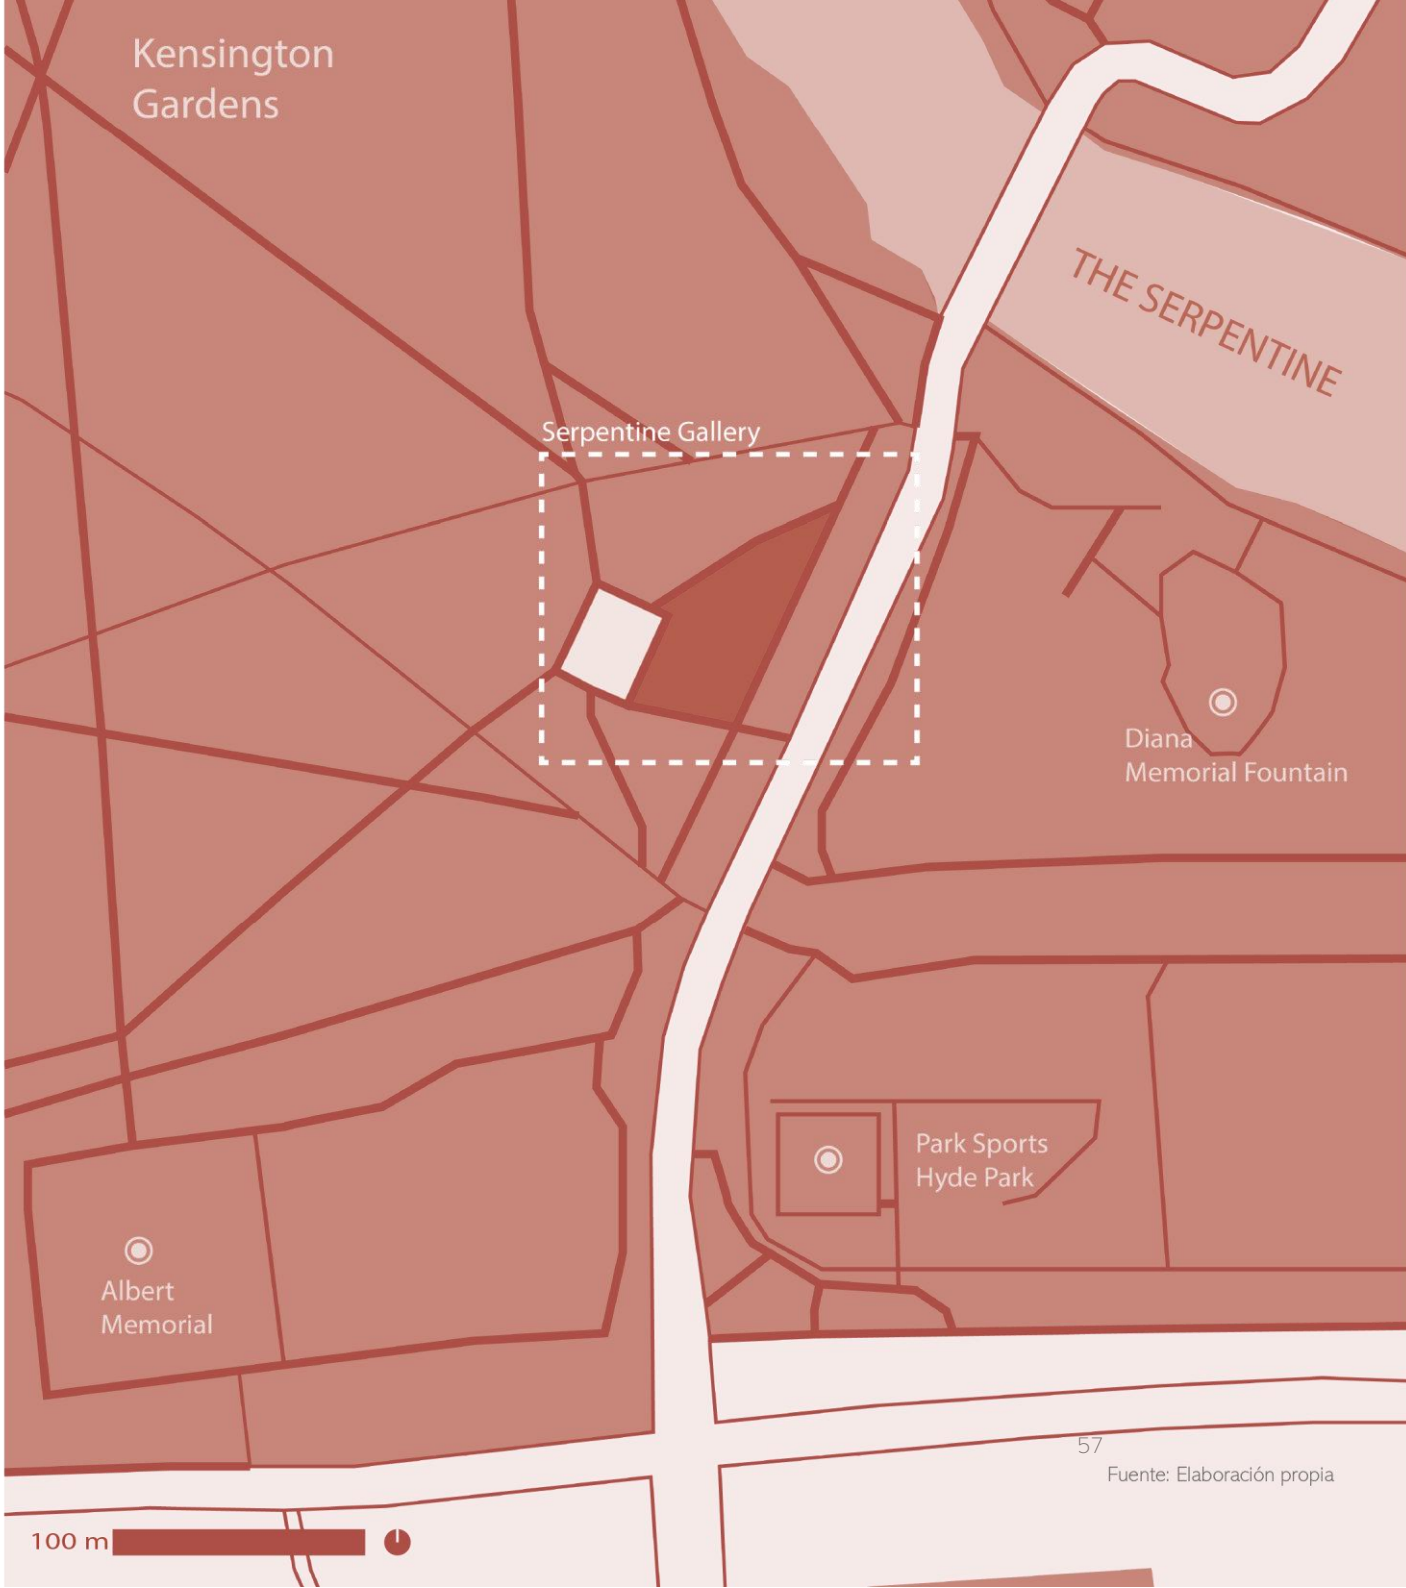 Kensington
Gardens
THE SERPENTINE
Serpentine Gallery
Diana
Memorial Fountain
Park Sports
Hyde Park
Albert
Memorial
57
Fuente: Elaboración propia
100 m